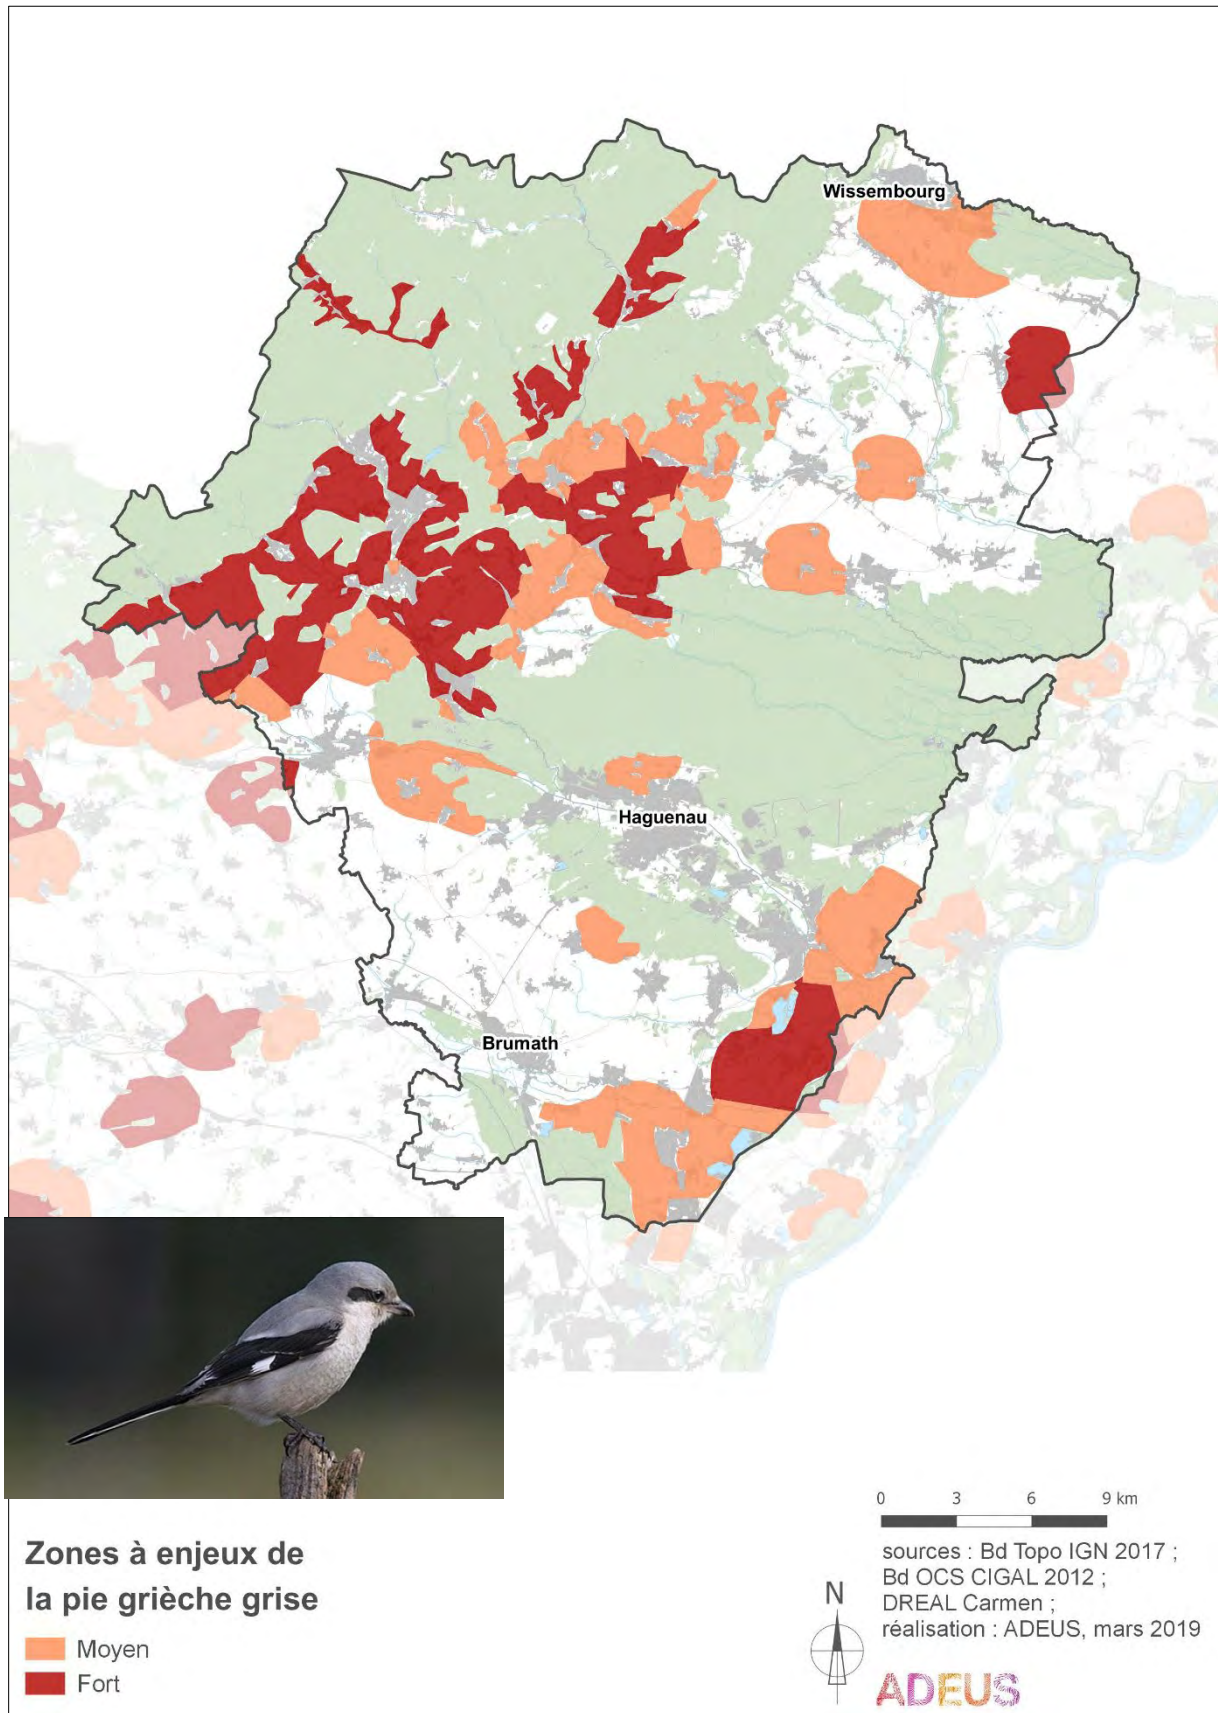 Wissembourg
Haguenau
Brumath
Zones à enjeux de
la pie grièche grise
Moyen
Fort
0 3 6 9 km
sources : Bd Topo IGN 2017 ;
Bd OCS CIGAL 2012 ;
DREAL Carmen ;
réalisation : ADEUS, mars 2019
N
ADEUS